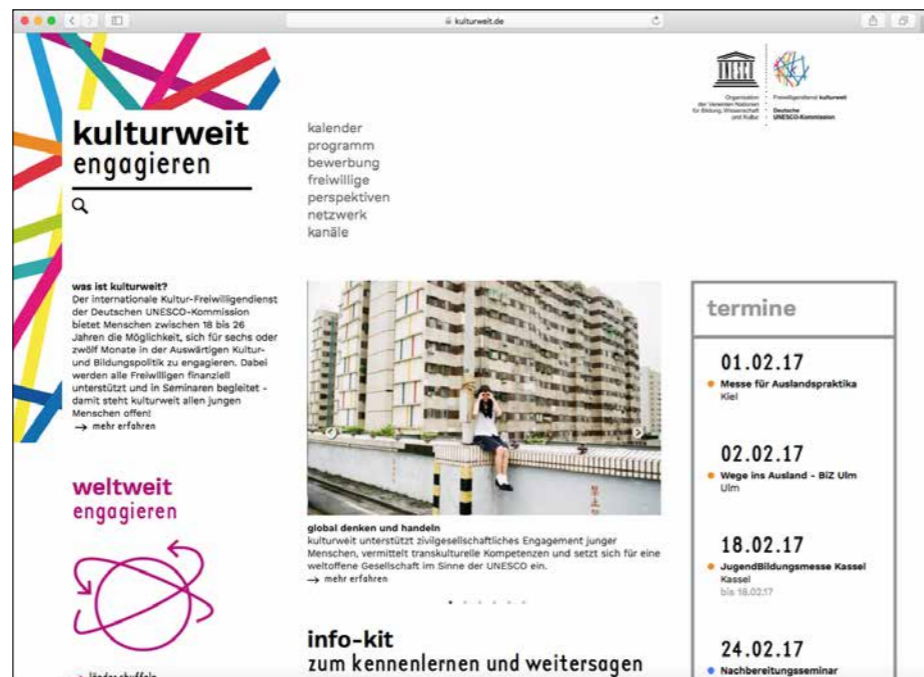 kulturweit.de
kulturweit
engagieren
kalender
programm
bewerbung
freiwillige
perspektiven
netzwerk
kanäle
Organisation
der Vereinten Nationen
für Bildung, Wissenschaft
und Kultur
Freiwilligendienst kulturweit
Deutsche
UNESCO-Kommission
was ist kulturweit?
Der internationale Kultur-Freiwilligendienst
der Deutschen UNESCO-Kommission
bietet Menschen zwischen 18 bis 26
Jahren die Möglichkeit, sich für sechs oder
zwölf Monate in der Auswärtigen Kultur-
und Bildungspolitik zu engagieren. Dabei
werden alle Freiwilligen finanziell
unterstützt und in Seminaren begleitet -
damit steht kulturweit allen jungen
Menschen offen!
→ mehr erfahren
weltweit
engagieren
global denken und handeln
kulturweit unterstützt zivilgesellschaftliches Engagement junger
Menschen, vermittelt transkulturelle Kompetenzen und setzt sich für eine
weltoffene Gesellschaft im Sinne der UNESCO ein.
→ mehr erfahren
info-kit
zum kennenlernen und weitersagen
termine
01.02.17
Messe für Auslandspraktika
Kiel
02.02.17
Wege ins Ausland - BiZ Ulm
Ulm
18.02.17
JugendBildungsmesse Kassel
Kassel
bis 18.02.17
24.02.17
Nachbereitungsseminar